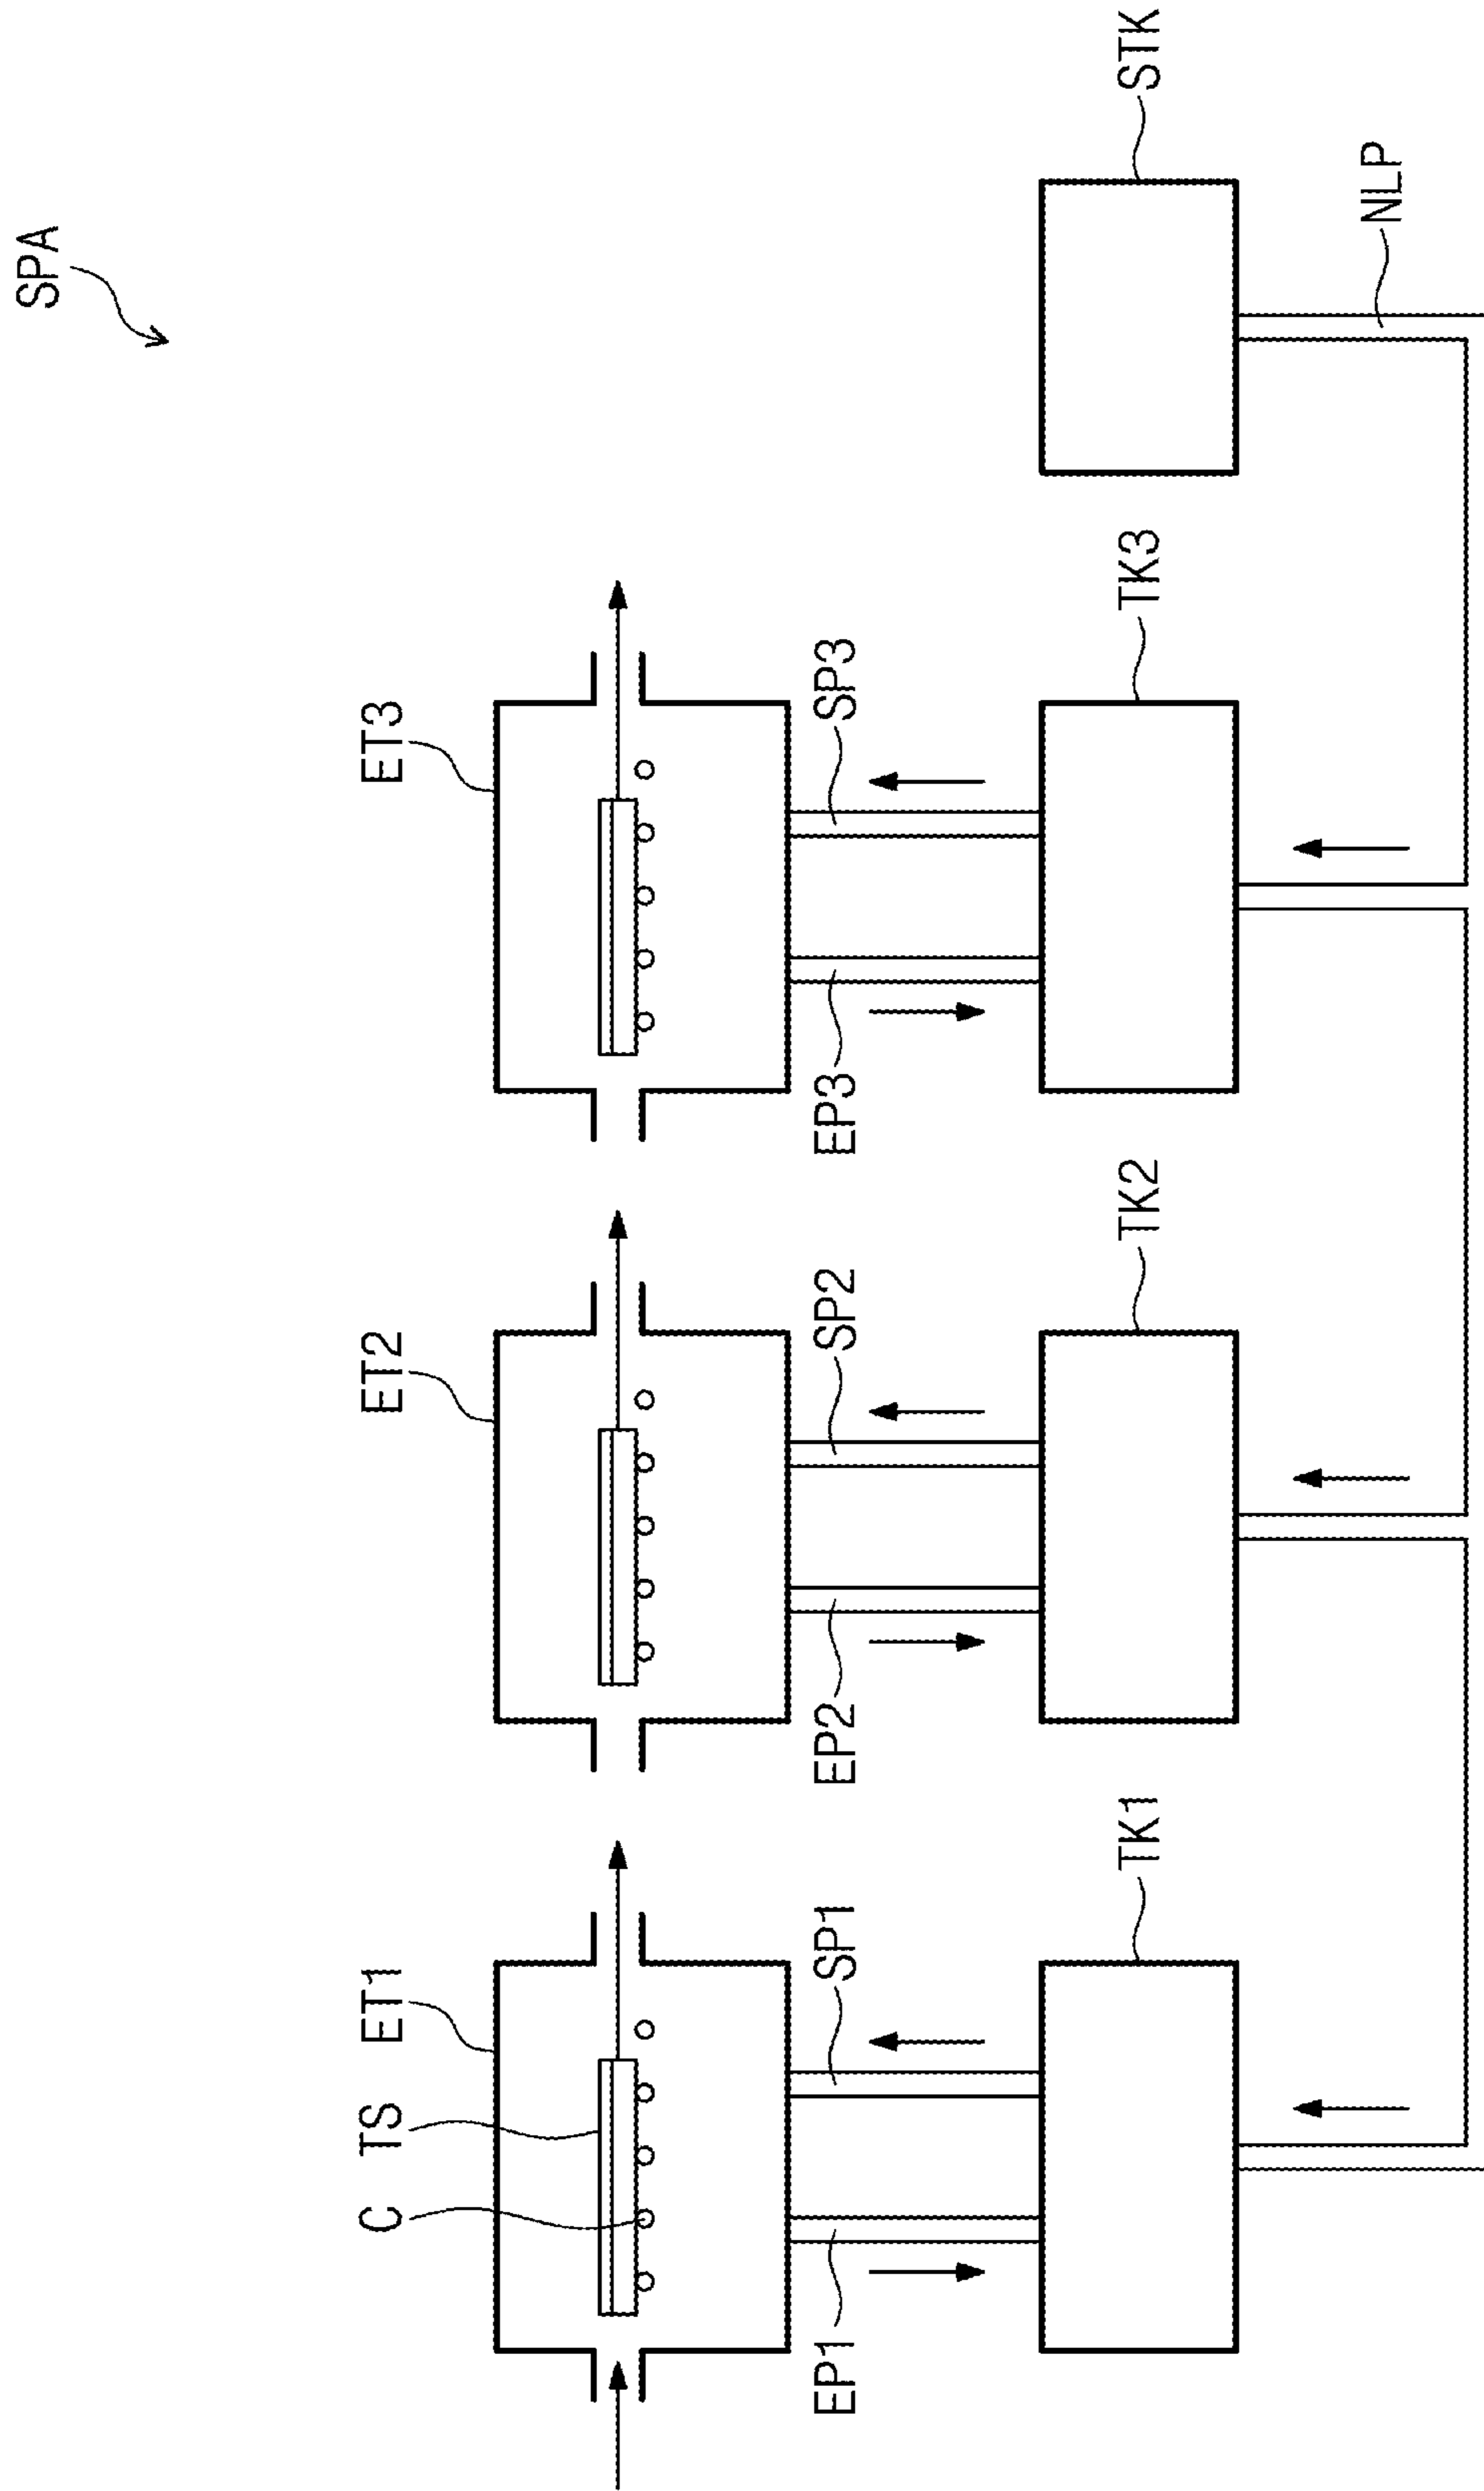 SPA
ET1
ET2
ET3
TS
C
EP1
SP1
EP2
SP2
EP3
SP3
TK1
TK2
TK3
STK
NLP